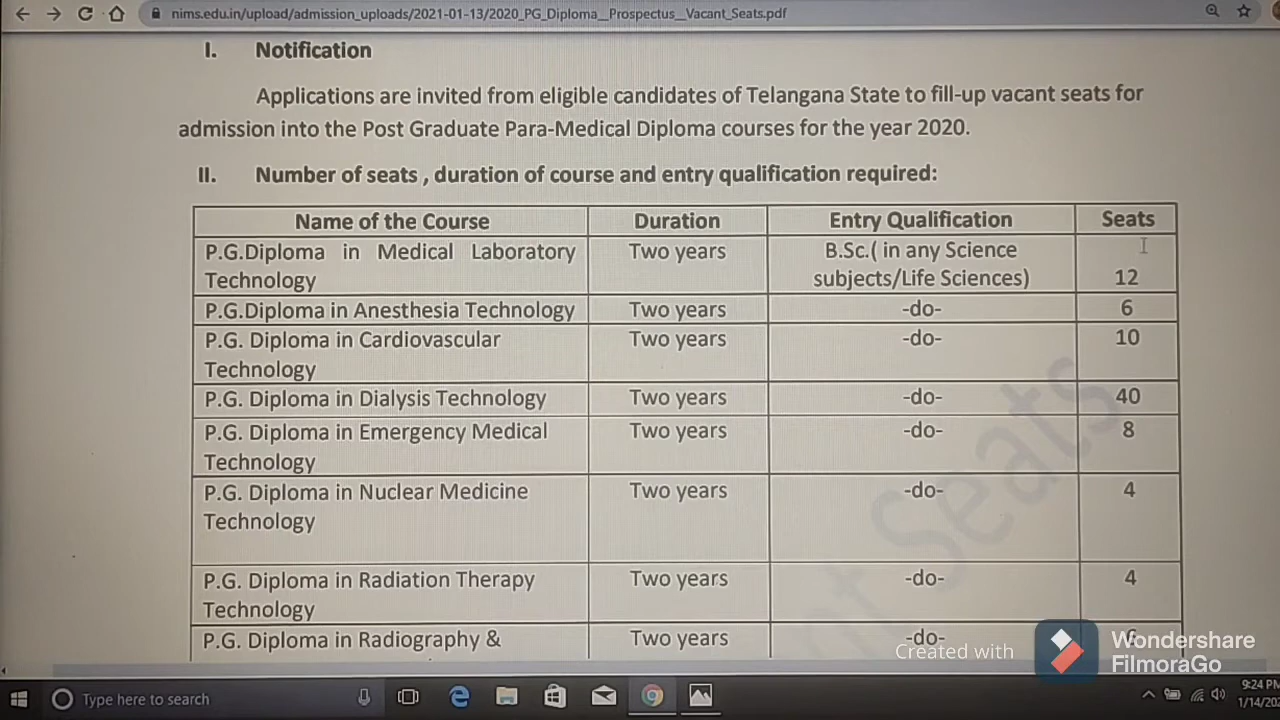 nims.edu.in/upload/admission_uploads/2021-01-13/2020_PG_Diploma__Prospectus__Vacant_Seats.pdf
I. Notification
Applications are invited from eligible candidates of Telangana State to fill-up vacant seats for
admission into the Post Graduate Para-Medical Diploma courses for the year 2020.
II. Number of seats , duration of course and entry qualification required:
Name of the Course Duration Entry Qualification Seats
P.G.Diploma in Medical Laboratory Two years B.Sc.( in any Science
Technology subjects/Life Sciences) 12
P.G.Diploma in Anesthesia Technology Two years -do- 6
P.G. Diploma in Cardiovascular Two years -do- 10
Technology
P.G. Diploma in Dialysis Technology Two years -do- 40
P.G. Diploma in Emergency Medical Two years -do- 8
Technology
P.G. Diploma in Nuclear Medicine Two years -do- 4
Technology
P.G. Diploma in Radiation Therapy Two years -do- 4
Technology
P.G. Diploma in Radiography & Two years -do-
Seats
Created with Wondershare
FilmoraGo
Type here to search
9:24 PM
1/14/20